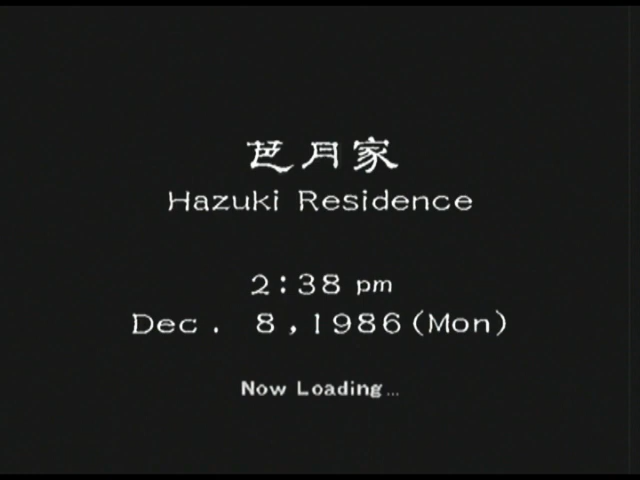 芭月家
Hazuki Residence
2:38 pm
Dec. 8,1986(Mon)
Now Loading...